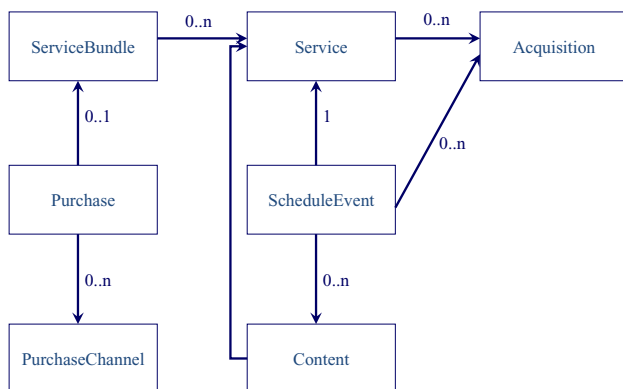 ServiceBundle
0..n
Service
0..n
Acquisition
0..1
1
0..n
Purchase
ScheduleEvent
0..n
0..n
PurchaseChannel
Content